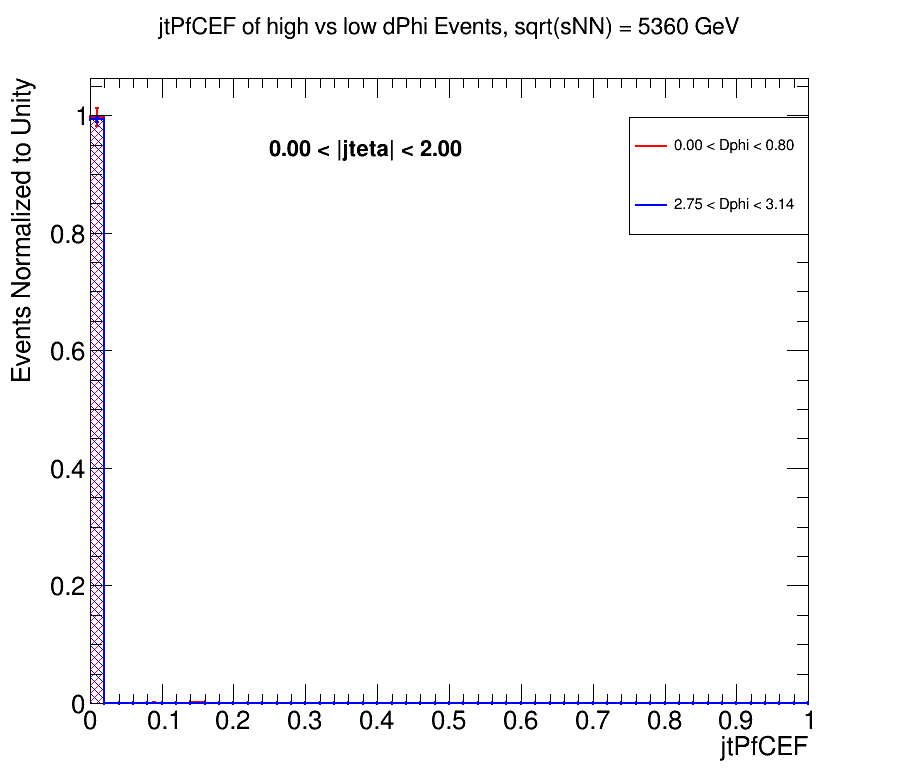 jtPfCEF of high vs low dPhi Events, sqrt(sNN) = 5360 GeV
Events Normalized to Unity
1
0.8
0.6
0.4
0.2
0
0.00 < |jteta| < 2.00
0.00 < Dphi < 0.80
2.75 < Dphi < 3.14
0 0.1 0.2 0.3 0.4 0.5 0.6 0.7 0.8 0.9 1
jtPfCEF